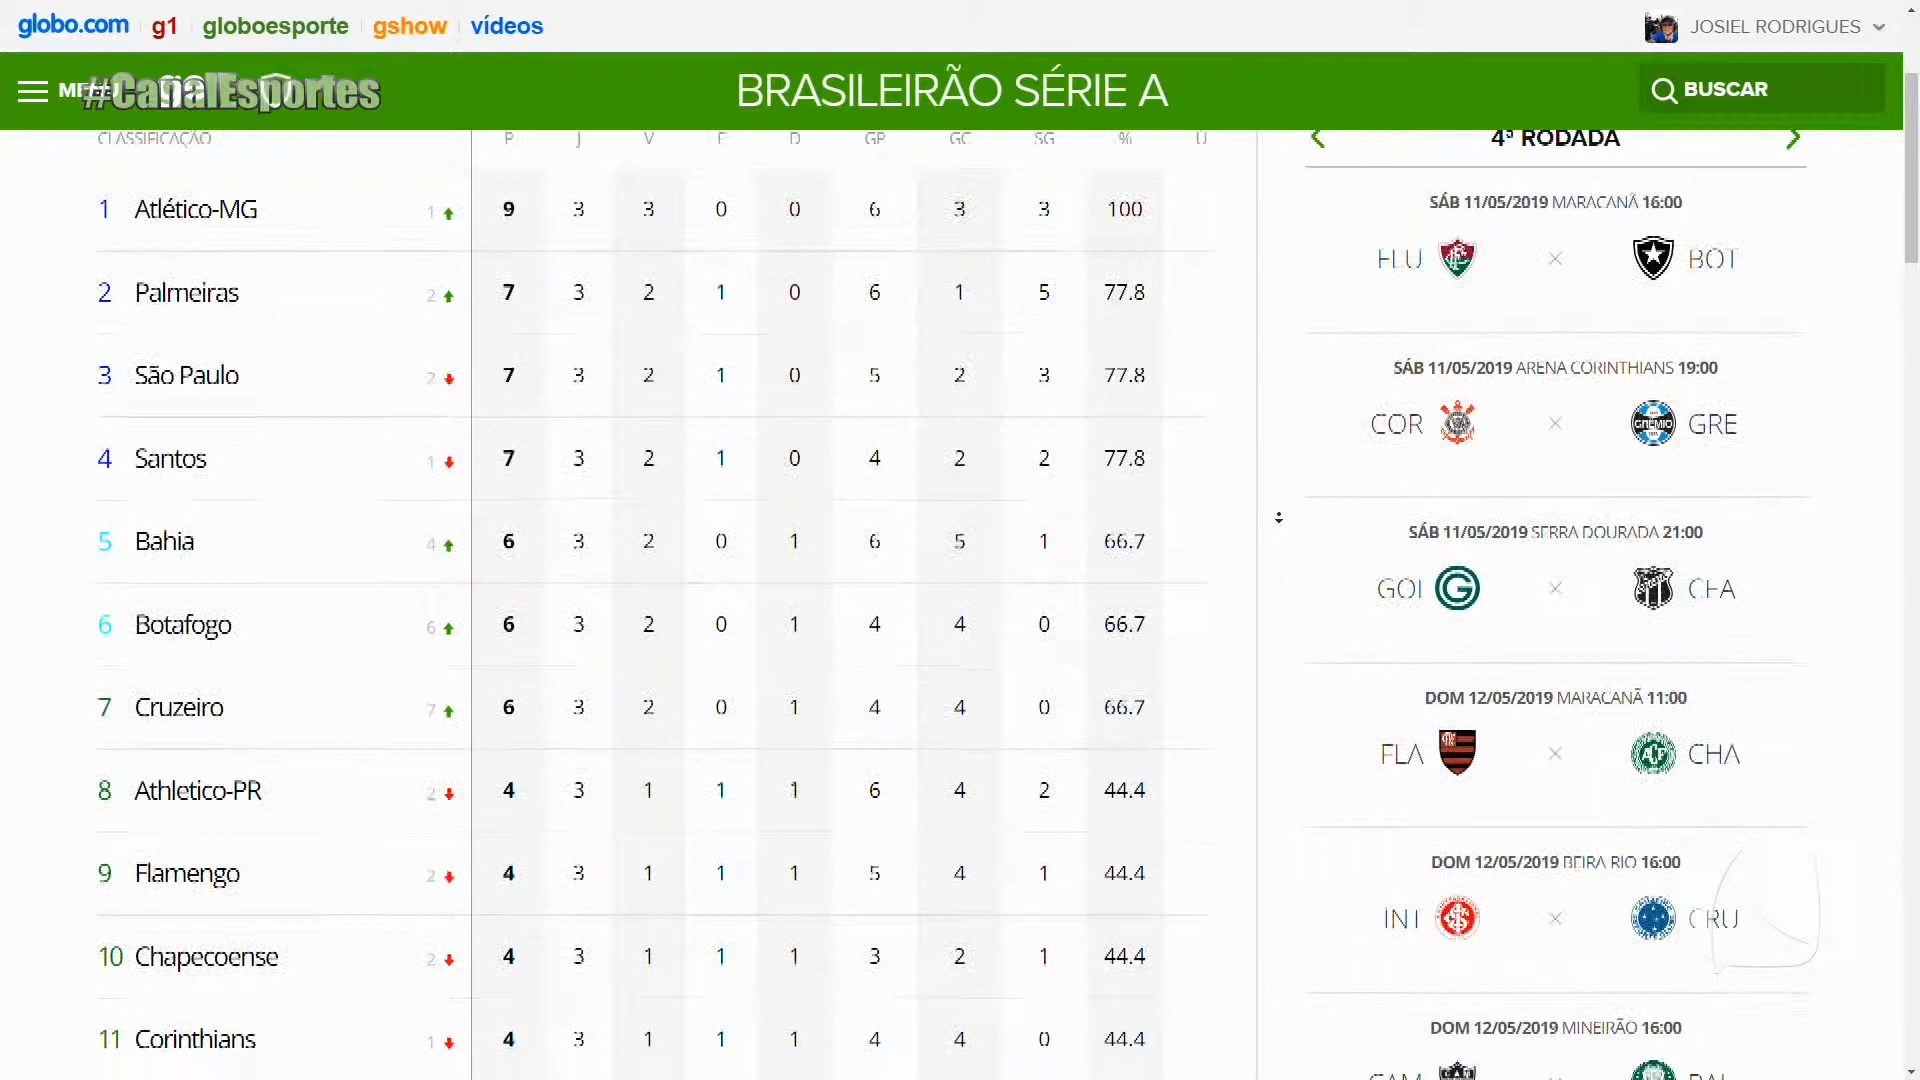 globo.com g1 globoesporte gshow vídeos JOSIEL RODRIGUES
#CanalEsportes BRASILEIRÃO SÉRIE A BUSCAR
CLASSIFICAÇÃO P J V E D GP GC SG %
1 Atlético-MG 1 9 3 3 0 0 6 3 3 100
2 Palmeiras 2 7 3 2 1 0 6 1 5 77.8
3 São Paulo 2 7 3 2 1 0 5 2 3 77.8
4 Santos 1 7 3 2 1 0 4 2 2 77.8
5 Bahia 4 6 3 2 0 1 6 5 1 66.7
6 Botafogo 6 6 3 2 0 1 4 4 0 66.7
7 Cruzeiro 7 6 3 2 0 1 4 4 0 66.7
8 Athletico-PR 2 4 3 1 1 1 6 4 2 44.4
9 Flamengo 2 4 3 1 1 1 5 4 1 44.4
10 Chapecoense 2 4 3 1 1 1 3 2 1 44.4
11 Corinthians 1 4 3 1 1 1 4 4 0 44.4
4ª RODADA
SÁB 11/05/2019 MARACANÃ 16:00
FLU × BOT
SÁB 11/05/2019 ARENA CORINTHIANS 19:00
COR × GREMIO GRE
SÁB 11/05/2019 SERRA DOURADA 21:00
GOI × CEA
DOM 12/05/2019 MARACANÃ 11:00
FLA × CHA
DOM 12/05/2019 BEIRA RIO 16:00
INT × CRU
DOM 12/05/2019 MINEIRÃO 16:00